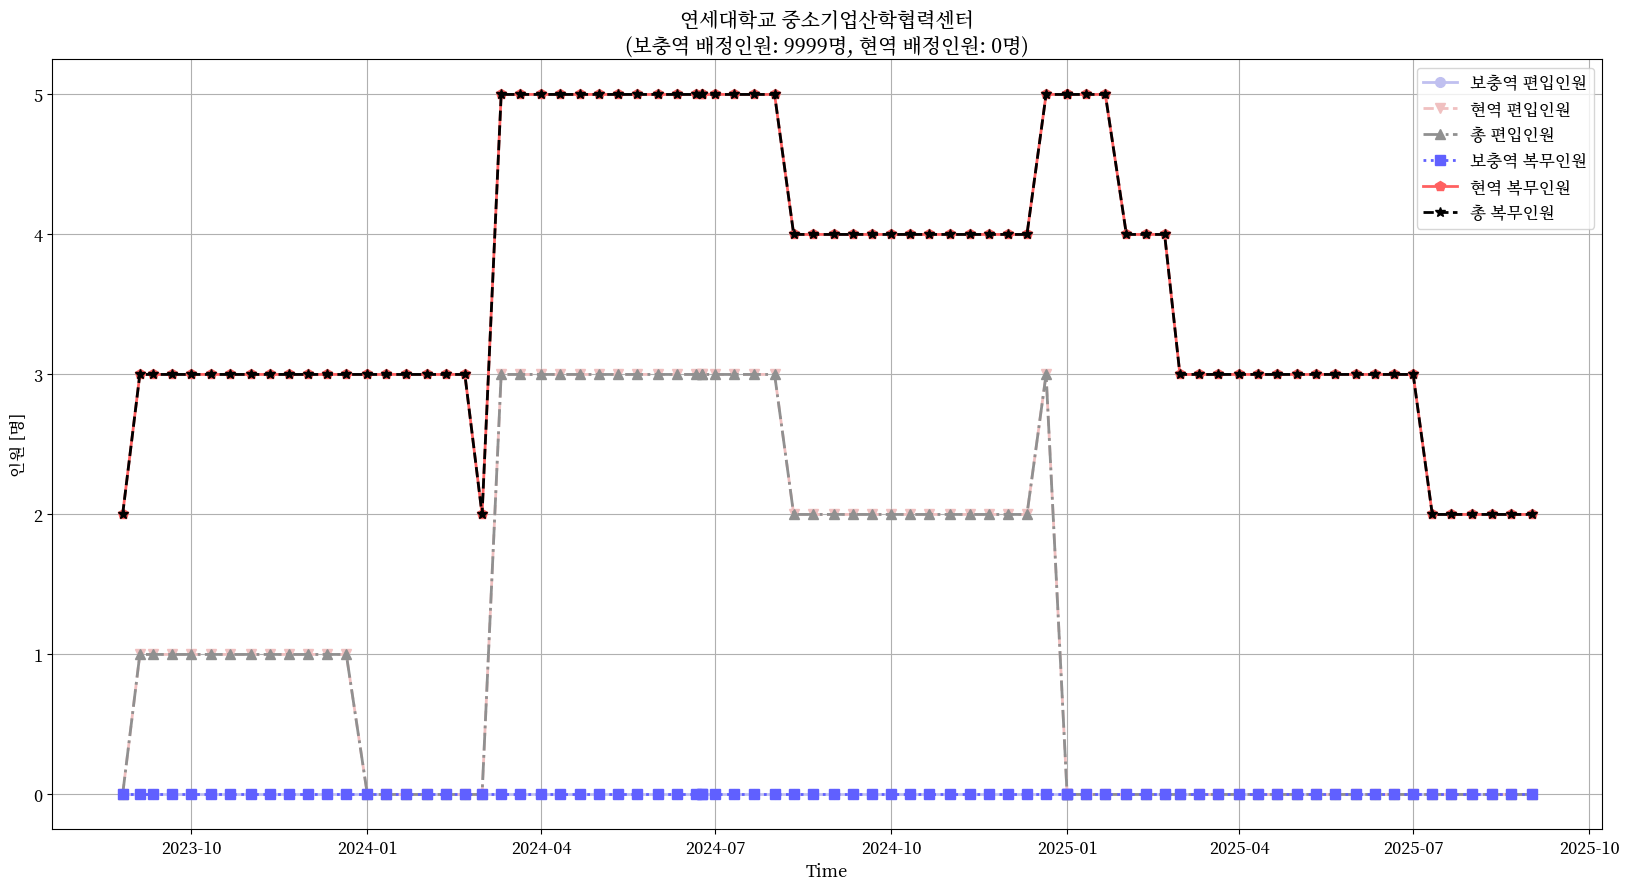 연세대학교 중소기업산학협력센터
(보충역 배정인원: 9999명, 현역 배정인원: 0명)
보충역 편입인원
현역 편입인원
총 편입인원
보충역 복무인원
현역 복무인원
총 복무인원
인원 [명]
5
4
3
2
1
0
2023-10
2024-01
2024-04
2024-07
2024-10
2025-01
2025-04
2025-07
2025-10
Time